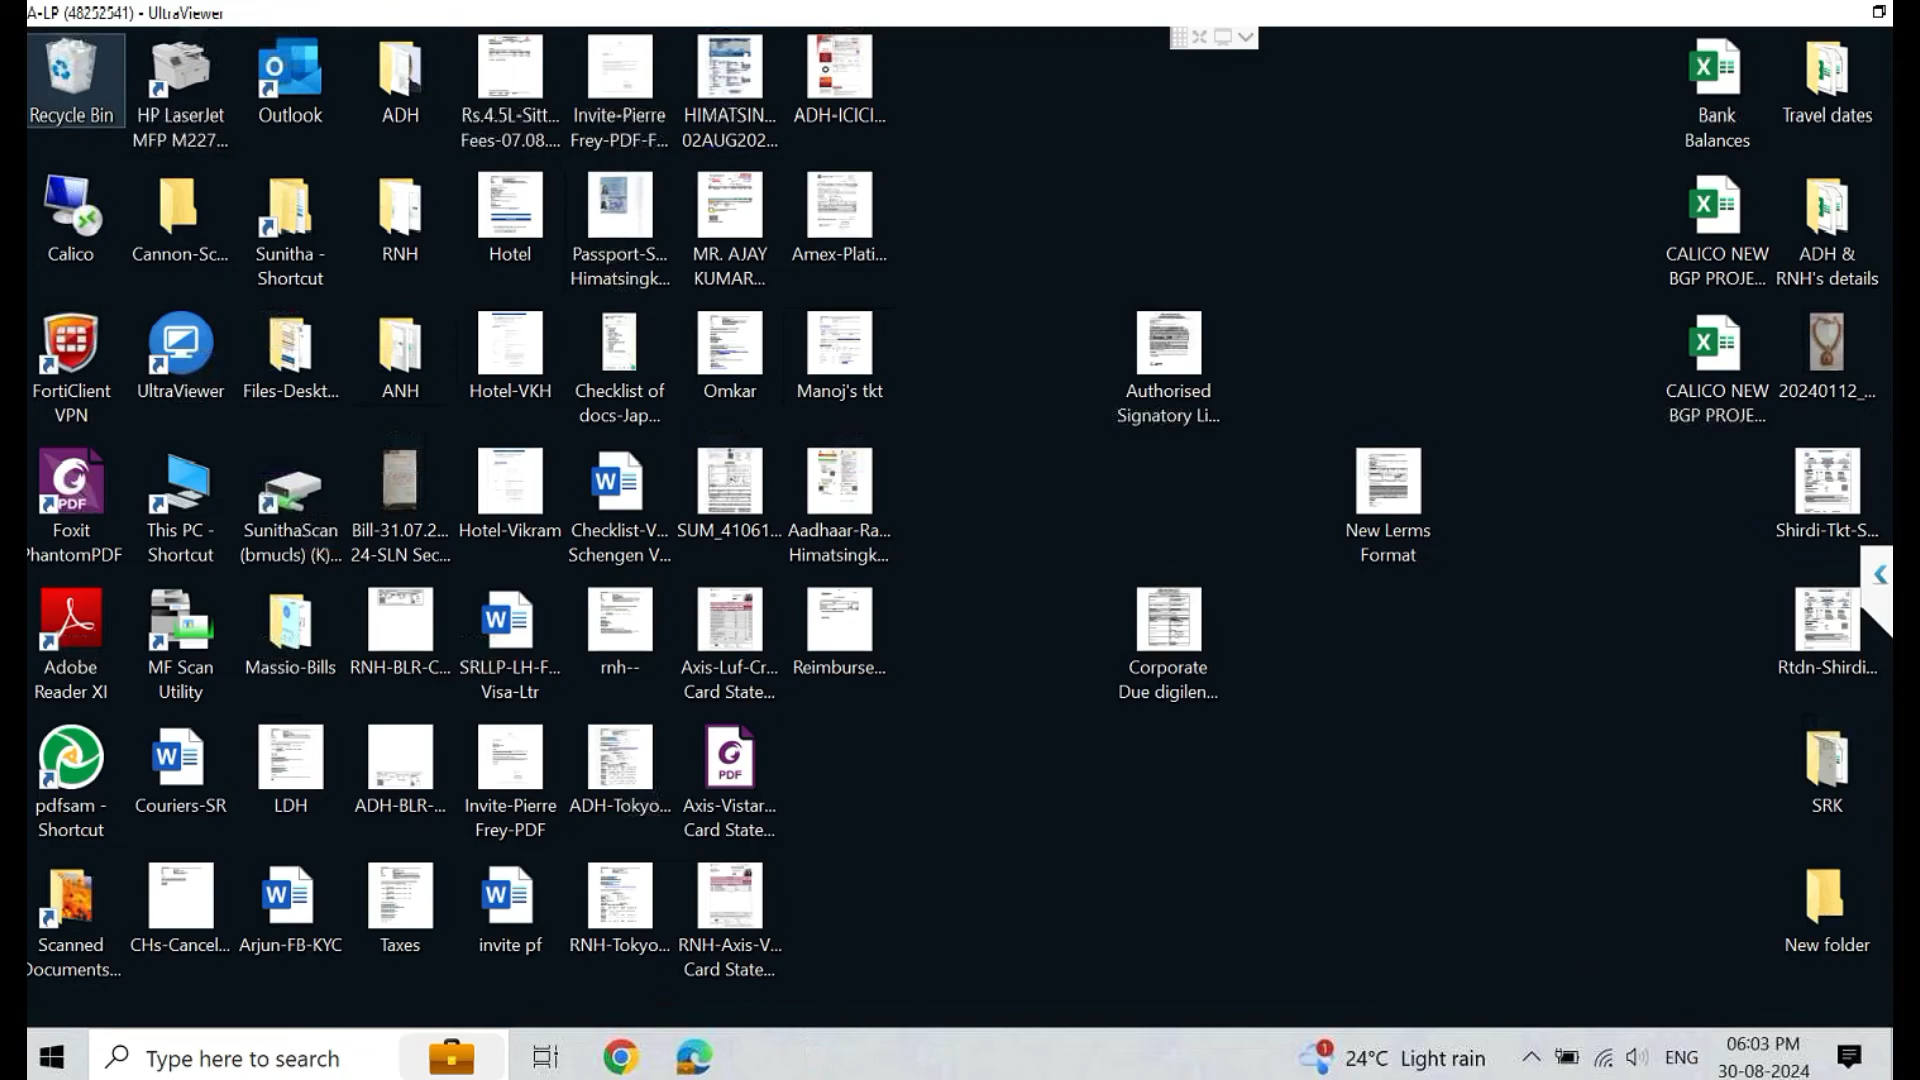 A-LP (48252541) - UltraViewer
Recycle Bin
HP LaserJet
MFP M227...
Outlook
ADH
Rs.4.5L-Sitt...
Fees-07.08....
Invite-Pierre
Frey-PDF-F...
HIMATSIN...
02AUG202...
ADH-ICICI...
Bank
Balances
Travel dates
Calico
Cannon-Sc...
Sunitha -
Shortcut
RNH
Hotel
Passport-S...
Himatsingk...
MR. AJAY
KUMAR...
Amex-Plati...
CALICO NEW
BGP PROJE...
ADH &
RNH's details
FortiClient
VPN
UltraViewer
Files-Deskt...
ANH
Hotel-VKH
Checklist of
docs-Jap...
Omkar
Manoj's tkt
Authorised
Signatory Li...
CALICO NEW
BGP PROJE...
20240112_...
PDF
Foxit
PhantomPDF
This PC -
Shortcut
SunithaScan
(bmucls) (K)...
Bill-31.07.2...
24-SLN Sec...
Hotel-Vikram
Checklist-V...
Schengen V...
SUM_41061...
Aadhaar-Ra...
Himatsingk...
New Lerms
Format
Shirdi-Tkt-S...
Adobe
Reader XI
MF Scan
Utility
Massio-Bills
RNH-BLR-C...
SRLLP-LH-F...
Visa-Ltr
rnh--
Axis-Luf-Cr...
Card State...
Reimburse...
Corporate
Due digilen...
Rtdn-Shirdi...
pdfsam -
Shortcut
Couriers-SR
LDH
ADH-BLR-...
Invite-Pierre
Frey-PDF
ADH-Tokyo...
PDF
Axis-Vistar...
Card State...
SRK
Scanned
Documents...
CHs-Cancel...
Arjun-FB-KYC
Taxes
invite pf
RNH-Tokyo...
RNH-Axis-V...
Card State...
New folder
Type here to search
1
24°C Light rain
ENG
06:03 PM
30-08-2024